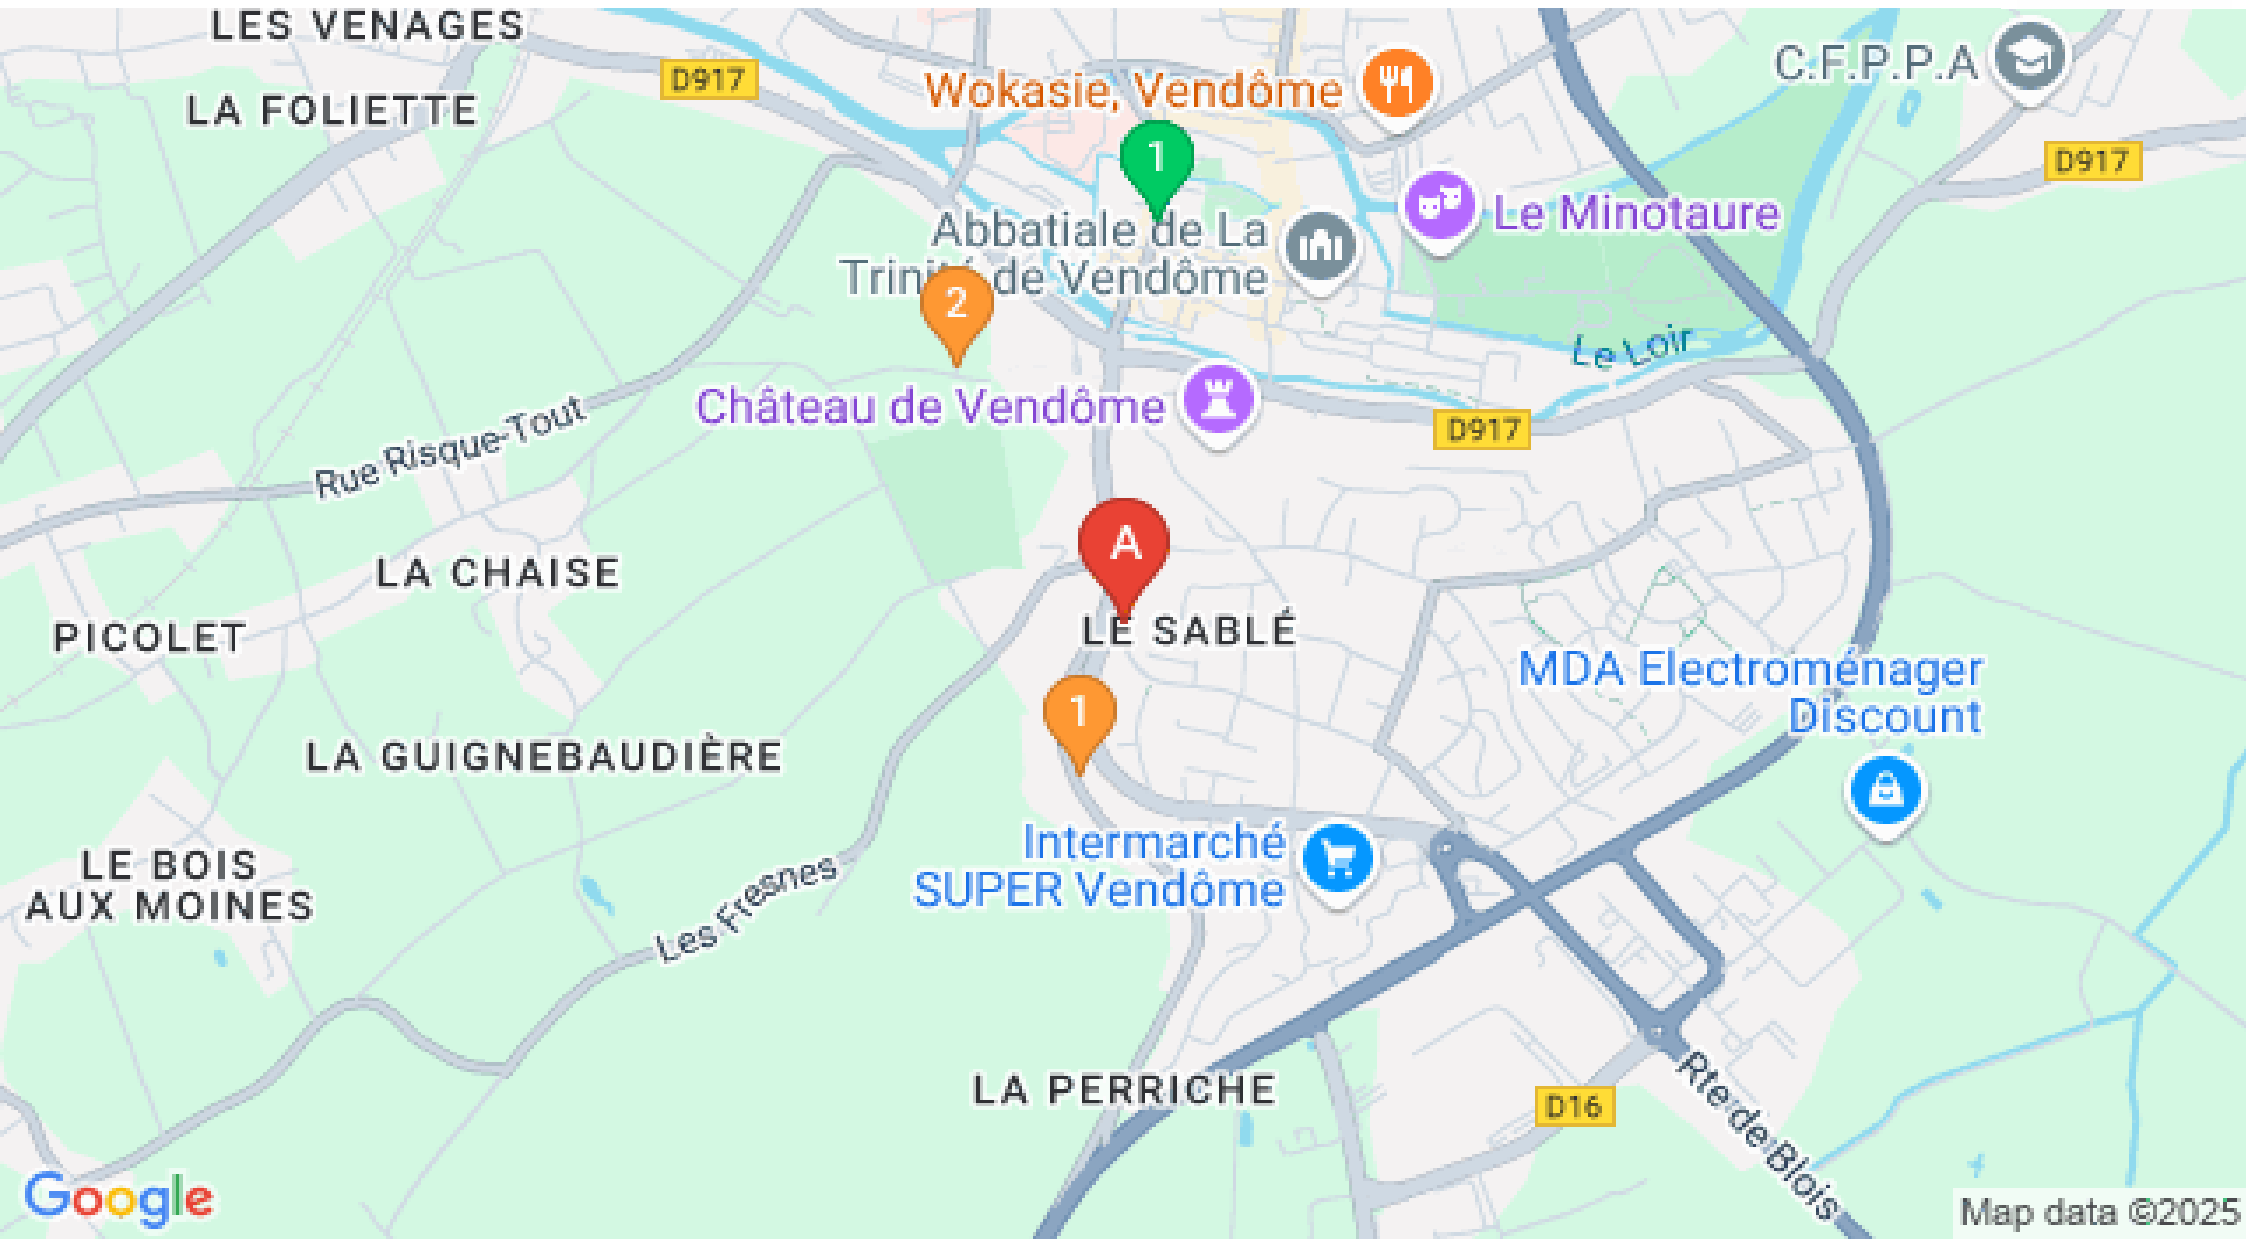 LES VENAGES
LA FOLIETTE
D917
Wokasie, Vendôme
C.F.P.P.A
D917
1
Le Minotaure
Abbatiale de La
Trinité de Vendôme
2
Le Loir
Château de Vendôme
D917
Rue Risque-Tout
A
LA CHAISE
PICOLET
LE SABLÉ
MDA Electroménager
Discount
1
LA GUIGNEBAUDIÈRE
Intermarché
SUPER Vendôme
LE BOIS
AUX MOINES
Les Fresnes
LA PERRICHE
D16
Rte de Blois
Google
Map data ©2025